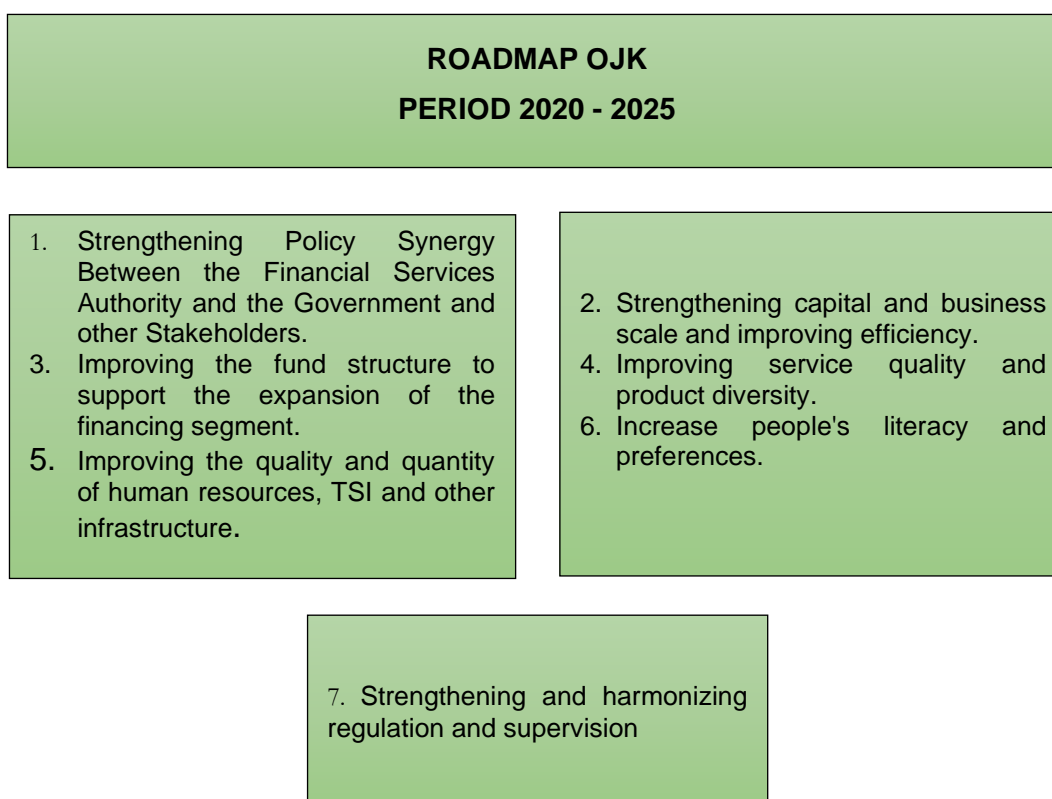 ROADMAP OJK
PERIOD 2020 - 2025
1. Strengthening Policy Synergy
Between the Financial Services
Authority and the Government and
other Stakeholders.
3. Improving the fund structure to
support the expansion of the
financing segment.
5. Improving the quality and quantity
of human resources, TSI and other
infrastructure.
2. Strengthening capital and business
scale and improving efficiency.
4. Improving service quality and
product diversity.
6. Increase people's literacy and
preferences.
7. Strengthening and harmonizing
regulation and supervision